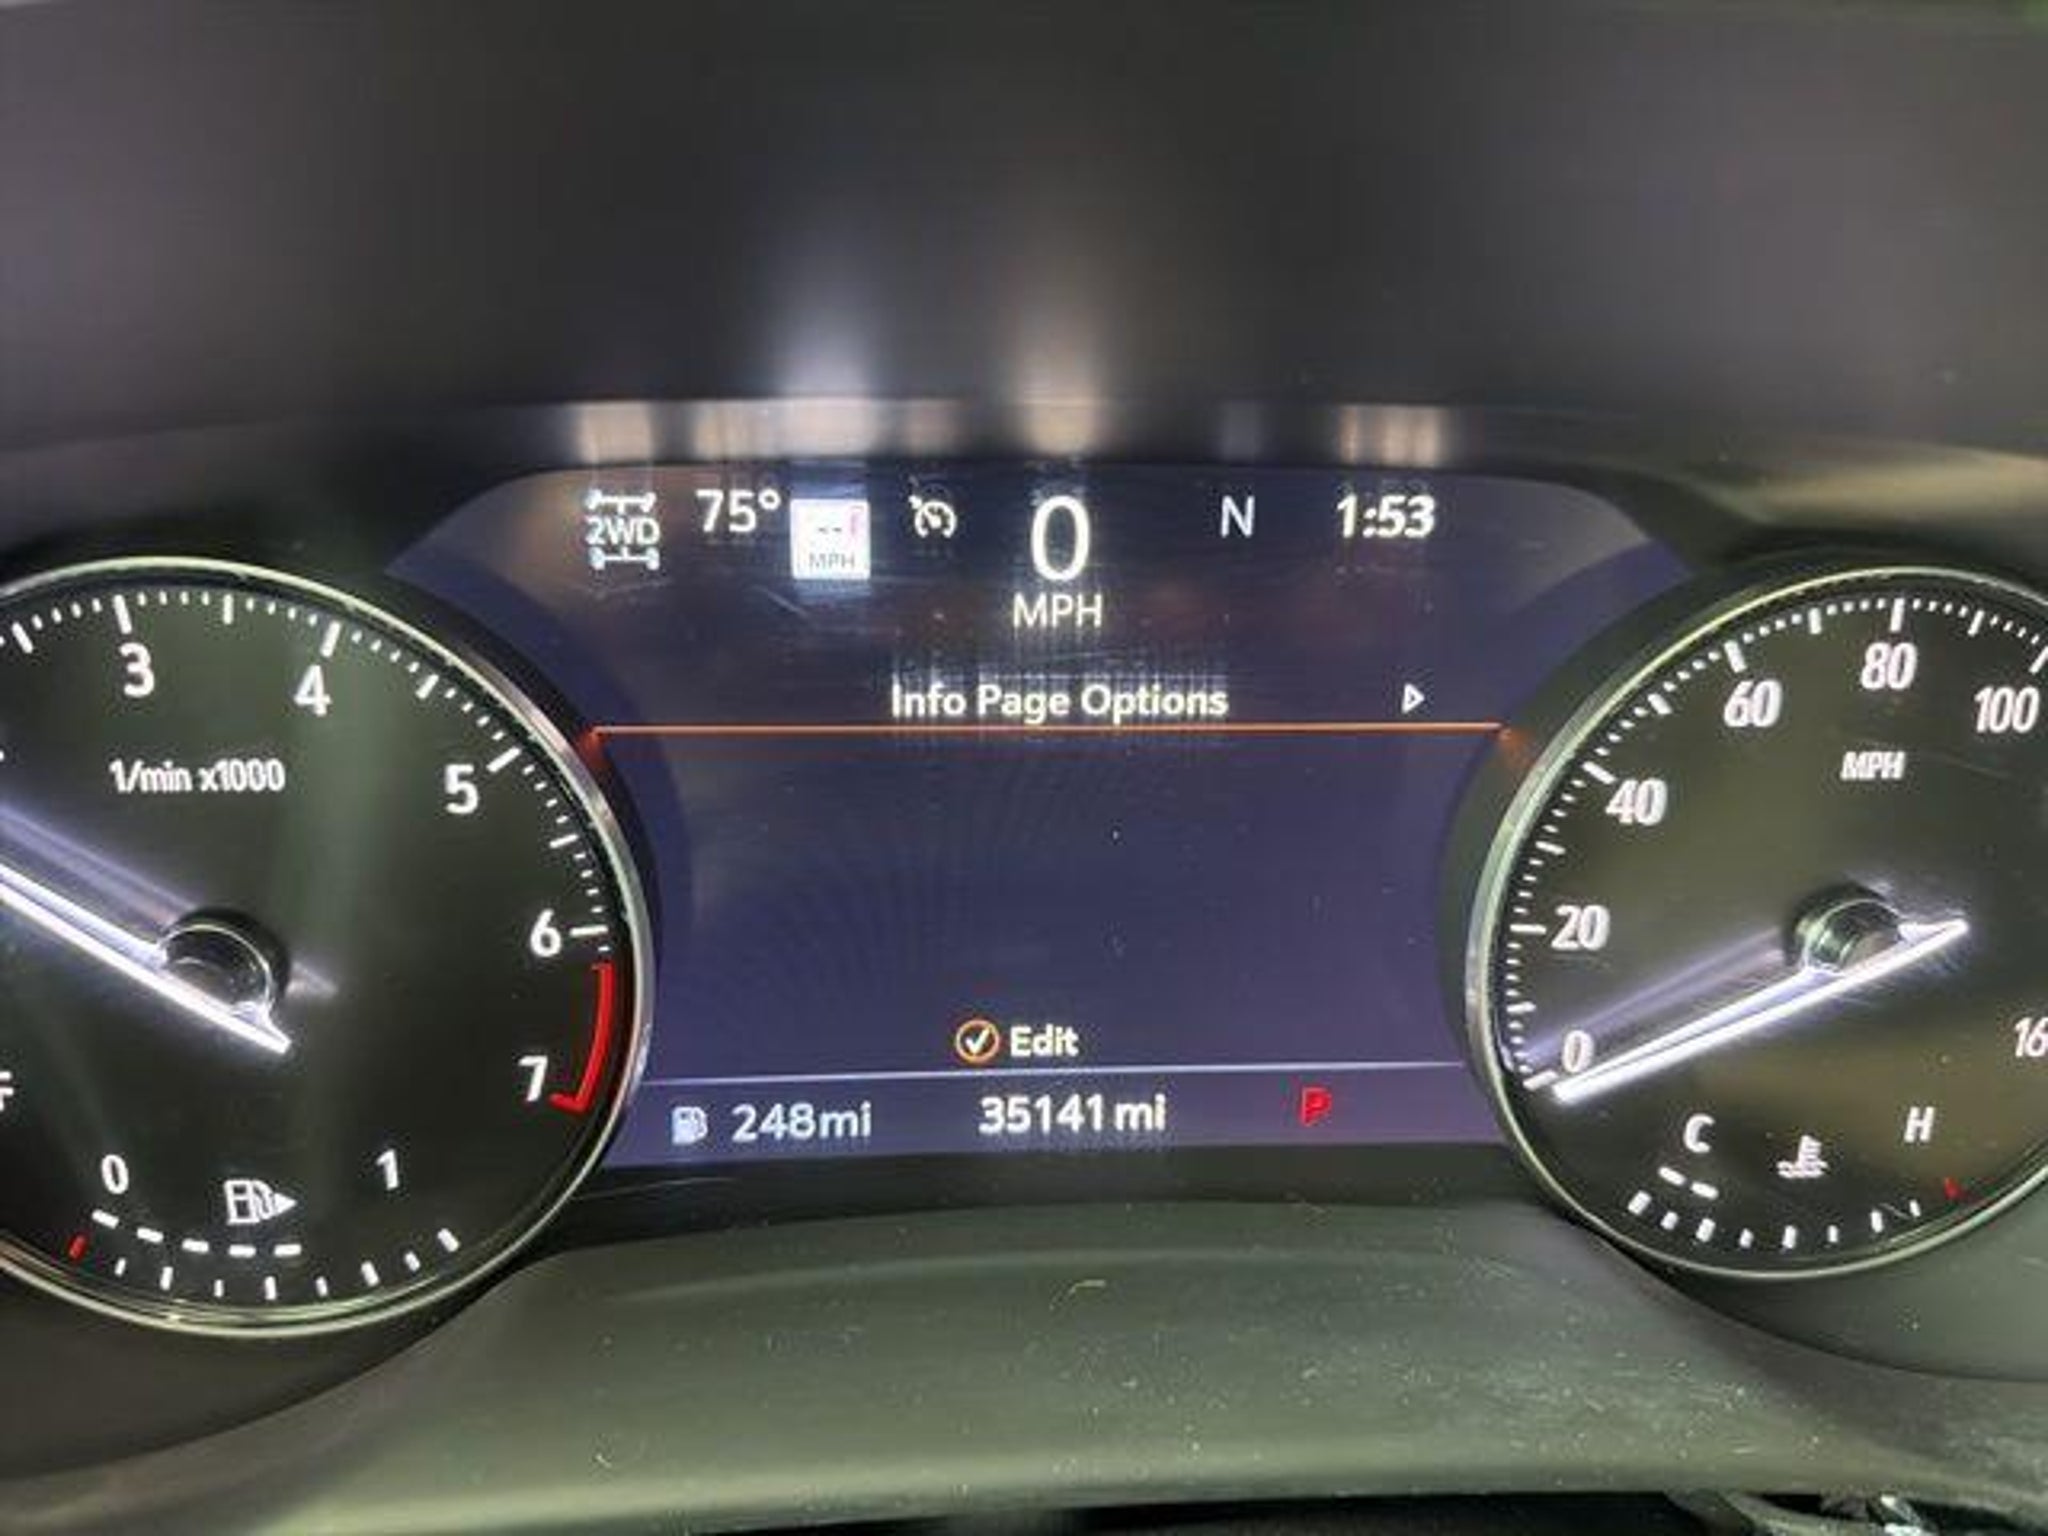 2WD 75° -- MPH 0 N 1:53
MPH
Info Page Options
3
4
5
6
7
1/min x1000
0
1
Edit
248mi 35141 mi P
0
20
40
60
80
100
MPH
C H